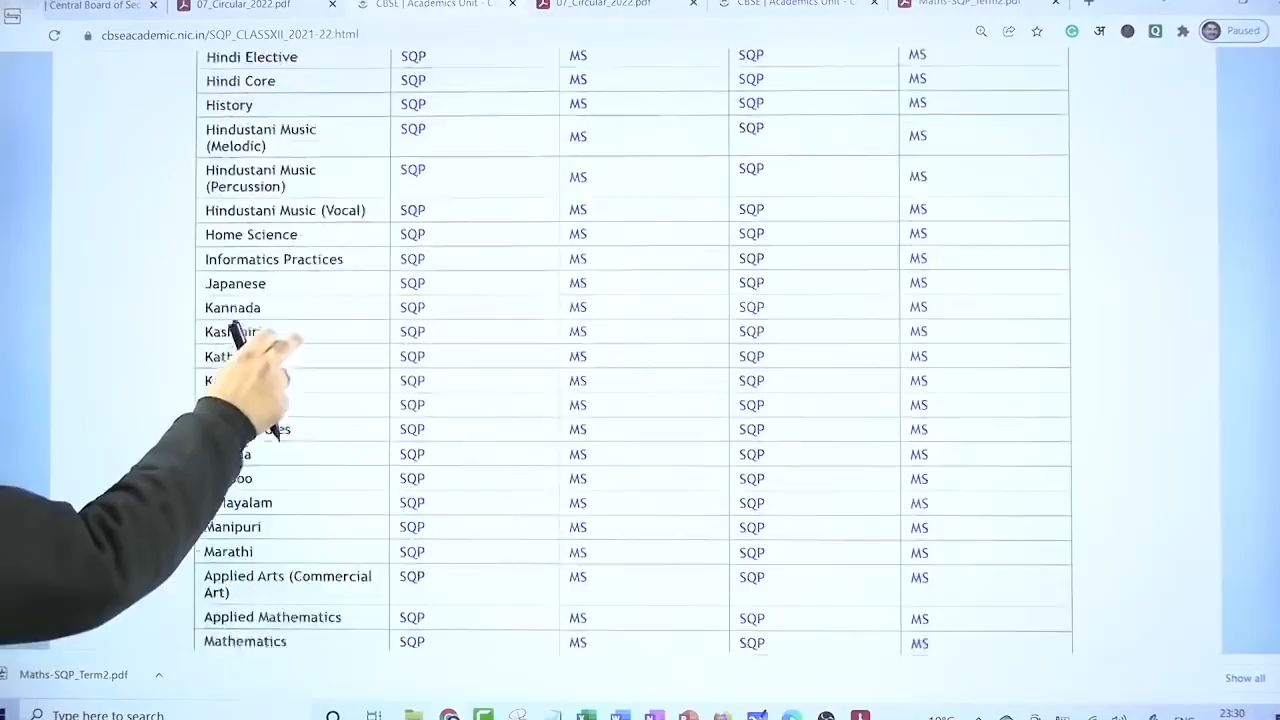 Central Board of Sec
07_Circular_2022.pdf
CBSE | Academics Unit - C
07_Circular_2022.pdf
CBSE | Academics Unit - C
Maths-SQP_Term2.pdf
cbseacademic.nic.in/SQP_CLASSXII_2021-22.html
अ
Q
Paused
Hindi Elective SQP MS SQP MS
Hindi Core SQP MS SQP MS
History SQP MS SQP MS
Hindustani Music
(Melodic) SQP MS SQP MS
Hindustani Music
(Percussion) SQP MS SQP MS
Hindustani Music (Vocal) SQP MS SQP MS
Home Science SQP MS SQP MS
Informatics Practices SQP MS SQP MS
Japanese SQP MS SQP MS
Kannada SQP MS SQP MS
SQP MS SQP MS
SQP MS SQP MS
SQP MS SQP MS
SQP MS SQP MS
SQP MS SQP MS
SQP MS SQP MS
SQP MS SQP MS
SQP MS SQP MS
Manipuri SQP MS SQP MS
Marathi SQP MS SQP MS
Applied Arts (Commercial
Art) SQP MS SQP MS
Applied Mathematics SQP MS SQP MS
Mathematics SQP MS SQP MS
Maths-SQP_Term2.pdf
Show all
Type here to search
23:30